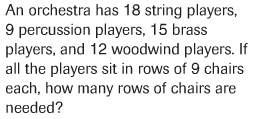 An orchestra has 18 string players,
9 percussion players, 15 brass
players, and 12 woodwind players. If
all the players sit in rows of 9 chairs
each, how many rows of chairs are
needed?